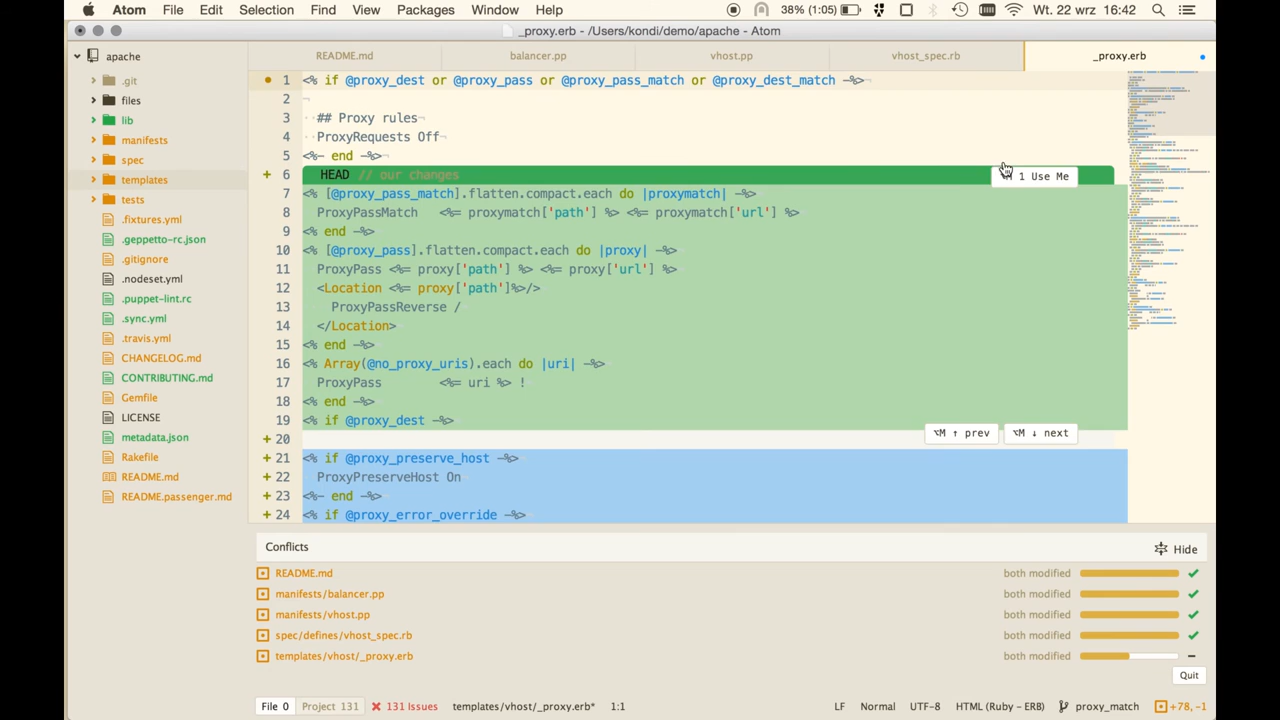 Atom File Edit Selection Find View Packages Window Help 38% (1:05) Wt. 22 wrz 16:42
_proxy.erb - /Users/kondi/demo/apache - Atom
apache
.git
files
lib
manifests
spec
templates
tests
.fixtures.yml
.geppetto-rc.json
.gitignore
.nodeset.yml
.puppet-lint.rc
.sync.yml
.travis.yml
CHANGELOG.md
CONTRIBUTING.md
Gemfile
LICENSE
metadata.json
Rakefile
README.md
README.passenger.md
README.md balancer.pp vhost.pp vhost_spec.rb _proxy.erb
1 <% if @proxy_dest or @proxy_pass or @proxy_pass_match or @proxy_dest_match -%>
2
3 ## Proxy rules
4 ProxyRequests Off
5 <%- end -%>
HEAD // our changes
1 Use Me
7 <% [@proxy_pass_match].flatten.compact.each do |proxymatch| -%>
8 ProxyPassMatch <%= proxymatch['path'] %> <%= proxymatch['url'] %>
9 <% end -%>
10 <% [@proxy_pass].flatten.compact.each do |proxy| -%>
11 ProxyPass <%= proxy['path'] %> <%= proxy['url'] %>
12 <Location <%= proxy['path']%>/>
13 ProxyPassReverse
14 </Location>
15 <% end -%>
16 <% Array(@no_proxy_uris).each do |uri| -%>
17 ProxyPass <%= uri %> !
18 <% end -%>
19 <% if @proxy_dest -%>
20
⌥M ↑ prev ⌥M ↓ next
21 <% if @proxy_preserve_host -%>
22 ProxyPreserveHost On
23 <%- end -%>
24 <% if @proxy_error_override -%>
Conflicts Hide
README.md both modified
manifests/balancer.pp both modified
manifests/vhost.pp both modified
spec/defines/vhost_spec.rb both modified
templates/vhost/_proxy.erb both modified
Quit
File 0 Project 131 131 Issues templates/vhost/_proxy.erb* 1:1 LF Normal UTF-8 HTML (Ruby - ERB) proxy_match +78, -1